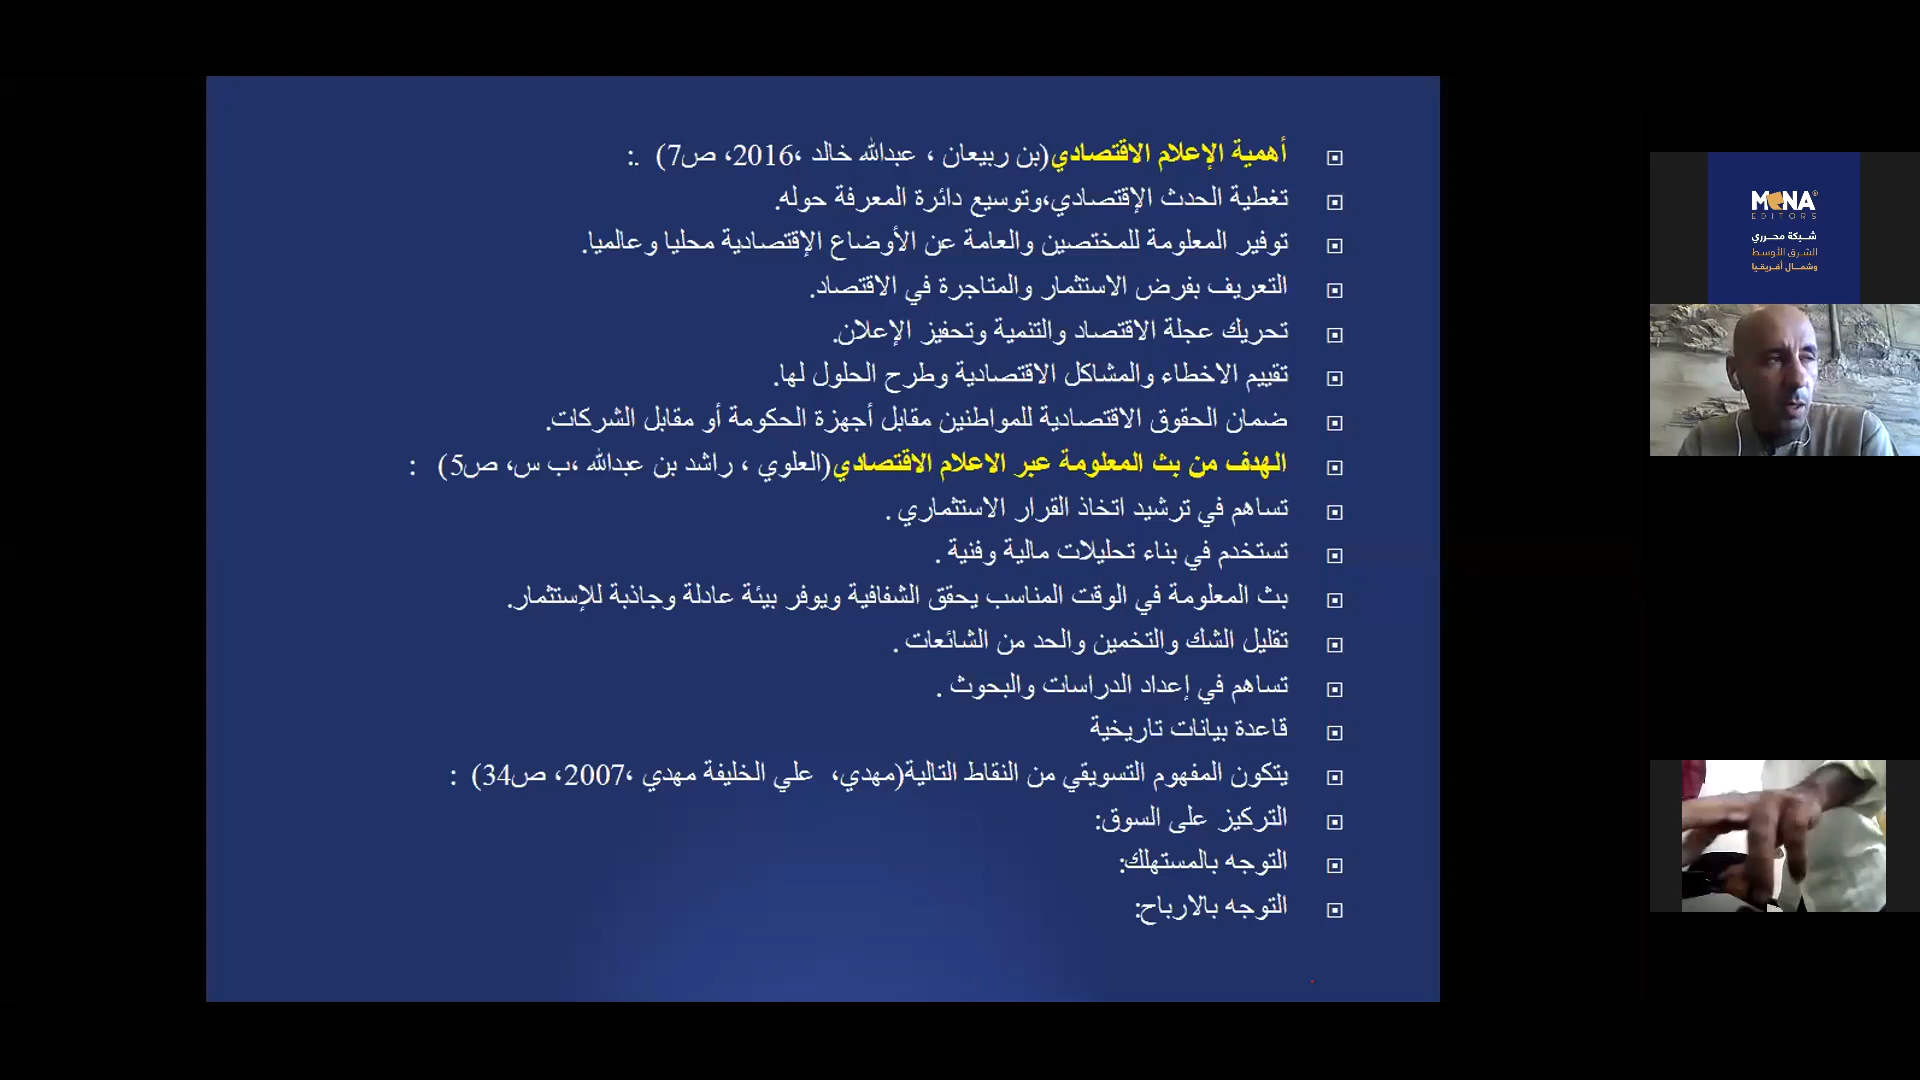 أهمية الإعلام الاقتصادي(بن ربيعان ، عبدالله خالد ،2016، ص7) :.
تغطية الحدث الإقتصادي،وتوسيع دائرة المعرفة حوله.
توفير المعلومة للمختصين والعامة عن الأوضاع الإقتصادية محليا وعالميا.
التعريف بفرض الاستثمار والمتاجرة في الاقتصاد.
تحريك عجلة الاقتصاد والتنمية وتحفيز الإعلان.
تقييم الاخطاء والمشاكل الاقتصادية وطرح الحلول لها.
ضمان الحقوق الاقتصادية للمواطنين مقابل أجهزة الحكومة أو مقابل الشركات.
الهدف من بث المعلومة عبر الاعلام الاقتصادي(العلوي ، راشد بن عبدالله ،ب س، ص5) :
تساهم في ترشيد اتخاذ القرار الاستثماري .
تستخدم في بناء تحليلات مالية وفنية .
بث المعلومة في الوقت المناسب يحقق الشفافية ويوفر بيئة عادلة وجاذبة للإستثمار.
تقليل الشك والتخمين والحد من الشائعات .
تساهم في إعداد الدراسات والبحوث .
قاعدة بيانات تاريخية
يتكون المفهوم التسويقي من النقاط التالية(مهدي، علي الخليفة مهدي ،2007، ص34) :
التركيز على السوق:
التوجه بالمستهلك:
التوجه بالارباح:
MENA
EDITORS
شبكة محرري
الشرق الأوسط
وشمال أفريقيا